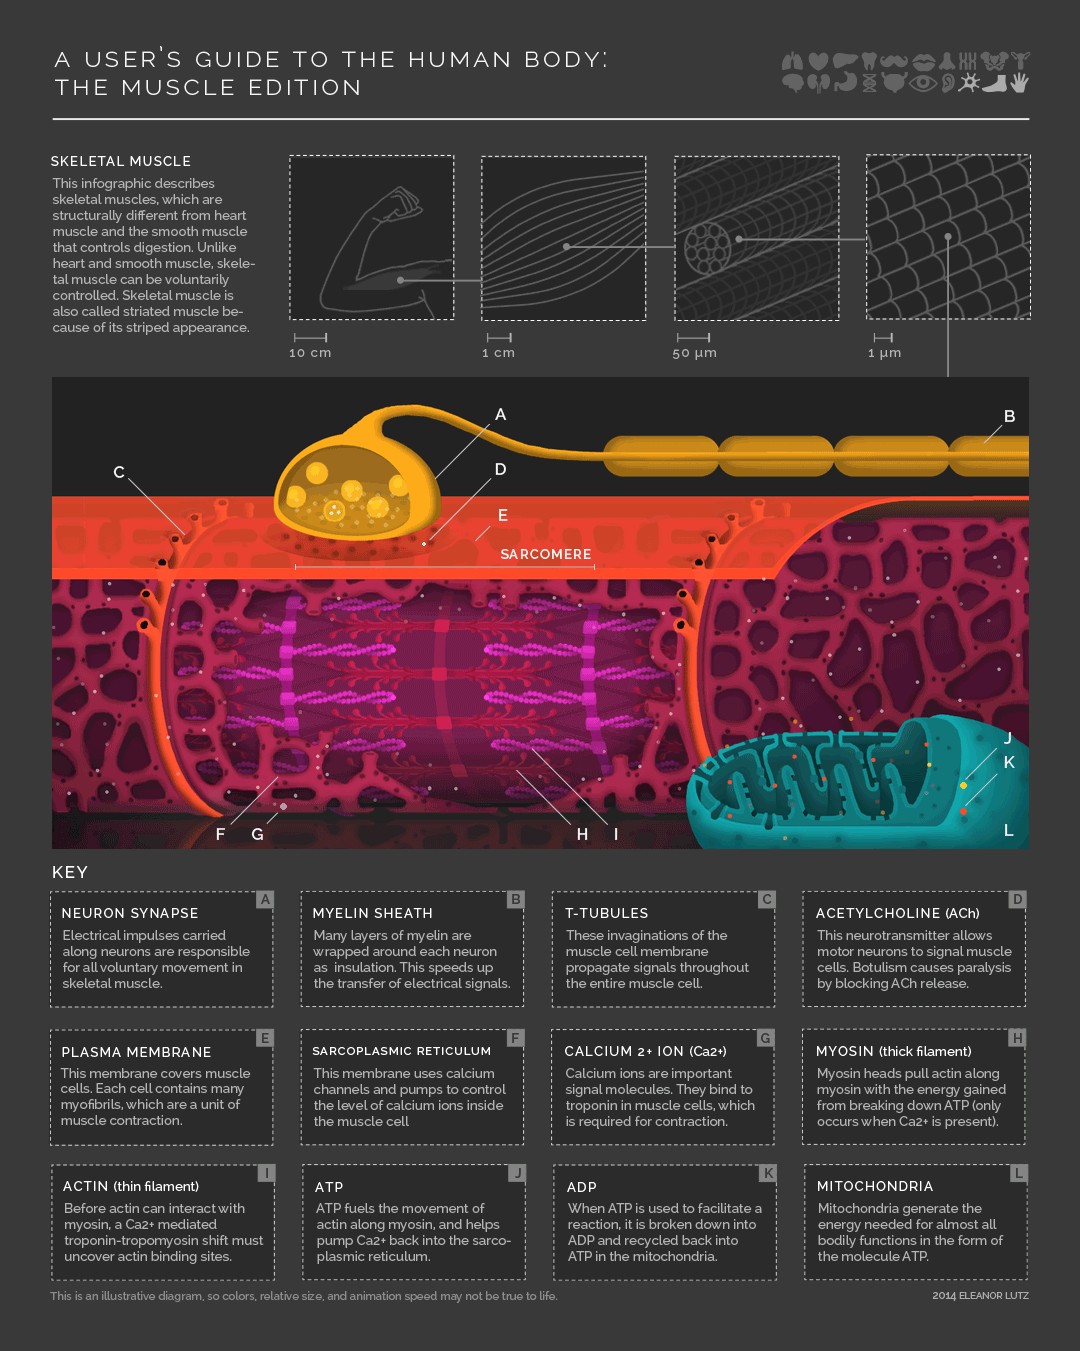 A USER'S GUIDE TO THE HUMAN BODY:
THE MUSCLE EDITION
SKELETAL MUSCLE
This infographic describes
skeletal muscles, which are
structurally different from heart
muscle and the smooth muscle
that controls digestion. Unlike
heart and smooth muscle, skele-
tal muscle can be voluntarily
controlled. Skeletal muscle is
also called striated muscle be-
cause of its striped appearance.
10 cm
1 cm
50 µm
1 µm
A
B
C
D
E
SARCOMERE
J
K
F
G
H
I
L
KEY
A
NEURON SYNAPSE
Electrical impulses carried
along neurons are responsible
for all voluntary movement in
skeletal muscle.
B
MYELIN SHEATH
Many layers of myelin are
wrapped around each neuron
as insulation. This speeds up
the transfer of electrical signals.
C
T-TUBULES
These invaginations of the
muscle cell membrane
propagate signals throughout
the entire muscle cell.
D
ACETYLCHOLINE (ACh)
This neurotransmitter allows
motor neurons to signal muscle
cells. Botulism causes paralysis
by blocking ACh release.
E
PLASMA MEMBRANE
This membrane covers muscle
cells. Each cell contains many
myofibrils, which are a unit of
muscle contraction.
F
SARCOPLASMIC RETICULUM
This membrane uses calcium
channels and pumps to control
the level of calcium ions inside
the muscle cell
G
CALCIUM 2+ ION (Ca2+)
Calcium ions are important
signal molecules. They bind to
troponin in muscle cells, which
is required for contraction.
H
MYOSIN (thick filament)
Myosin heads pull actin along
myosin with the energy gained
from breaking down ATP (only
occurs when Ca2+ is present).
I
ACTIN (thin filament)
Before actin can interact with
myosin, a Ca2+ mediated
troponin-tropomyosin shift must
uncover actin binding sites.
J
ATP
ATP fuels the movement of
actin along myosin, and helps
pump Ca2+ back into the sarco-
plasmic reticulum.
K
ADP
When ATP is used to facilitate a
reaction, it is broken down into
ADP and recycled back into
ATP in the mitochondria.
L
MITOCHONDRIA
Mitochondria generate the
energy needed for almost all
bodily functions in the form of
the molecule ATP.
This is an illustrative diagram, so colors, relative size, and animation speed may not be true to life.
2014 ELEANOR LUTZ